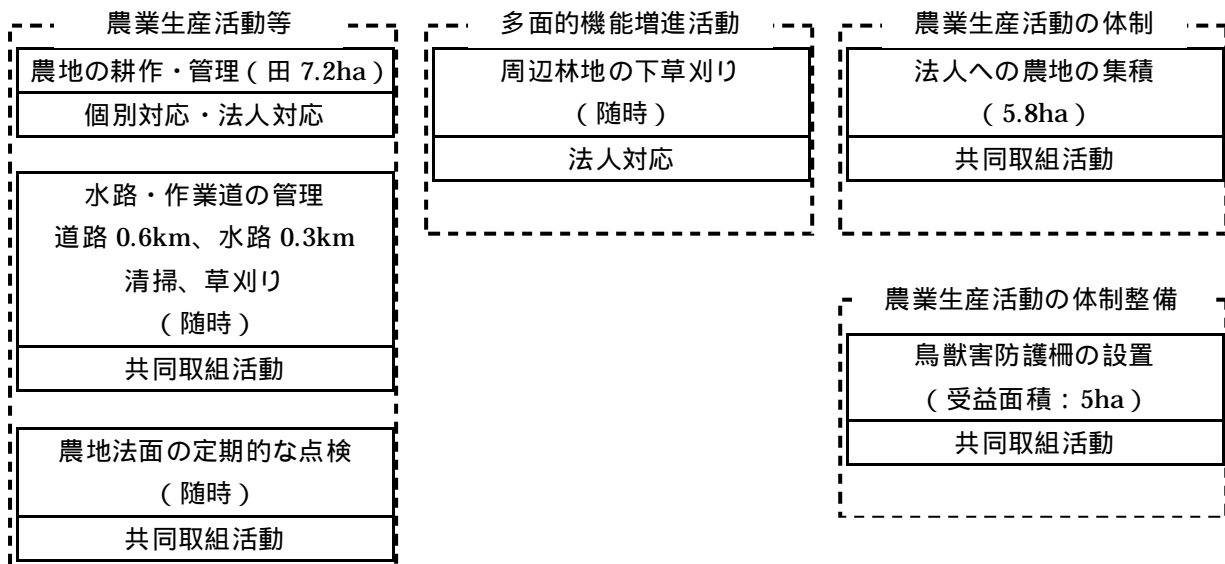 農業生産活動等
農地の耕作・管理（田 7.2ha）
個別対応・法人対応
水路・作業道の管理
道路 0.6km、水路 0.3km
清掃、草刈り
（随時）
共同取組活動
農地法面の定期的な点検
（随時）
共同取組活動
多面的機能増進活動
周辺林地の下草刈り
（随時）
法人対応
農業生産活動の体制
法人への農地の集積
（5.8ha）
共同取組活動
農業生産活動の体制整備
鳥獣害防護柵の設置
（受益面積：5ha）
共同取組活動